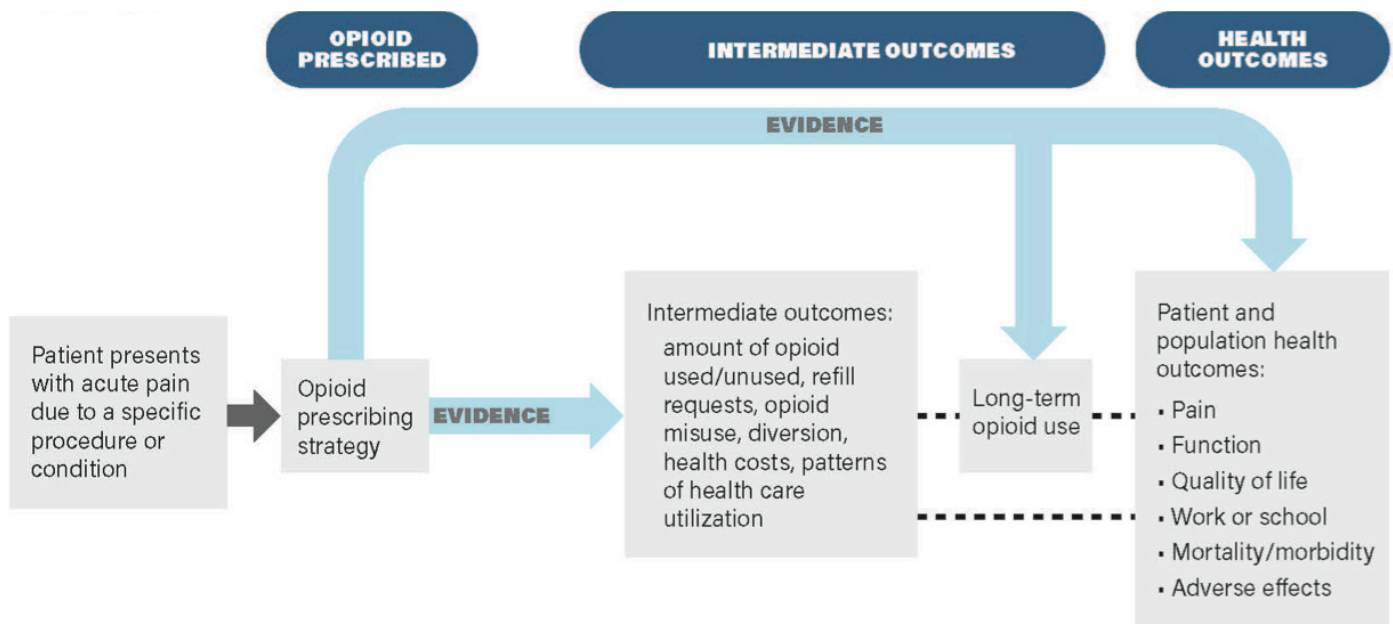 OPIOID
PRESCRIBED
INTERMEDIATE OUTCOMES
HEALTH
OUTCOMES
EVIDENCE
Patient presents
with acute pain
due to a specific
procedure or
condition
Opioid
prescribing
strategy
EVIDENCE
Intermediate outcomes:
amount of opioid
used/unused, refill
requests, opioid
misuse, diversion,
health costs, patterns
of health care
utilization
Long-term
opioid use
Patient and
population health
outcomes:
▪ Pain
▪ Function
▪ Quality of life
▪ Work or school
▪ Mortality/morbidity
▪ Adverse effects